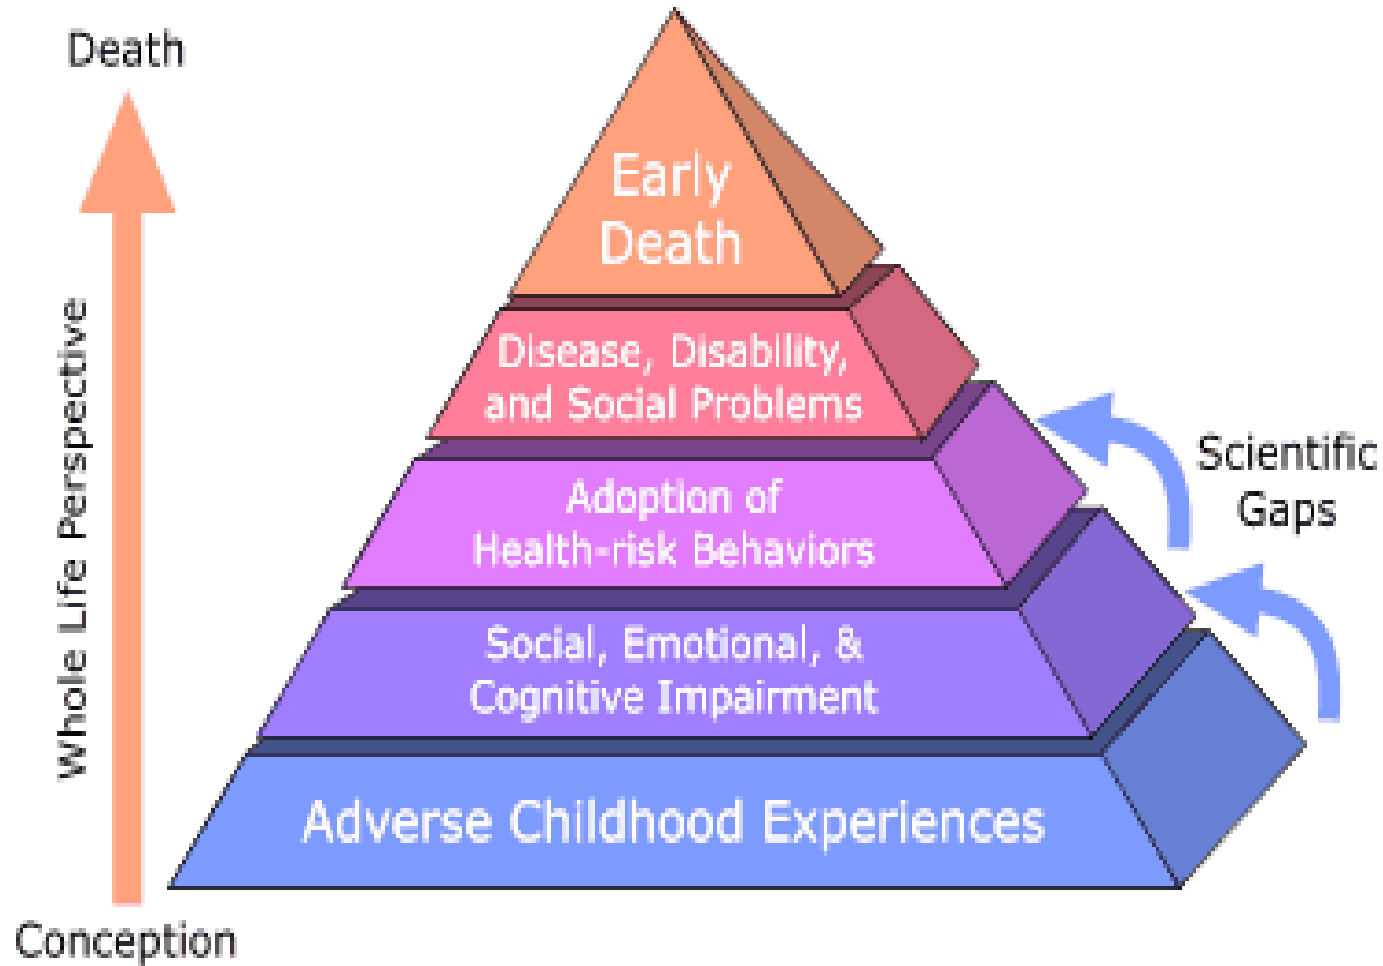 Death
Whole Life Perspective
Conception
Early
Death
Disease, Disability,
and Social Problems
Adoption of
Health-risk Behaviors
Social, Emotional, &
Cognitive Impairment
Adverse Childhood Experiences
Scientific
Gaps